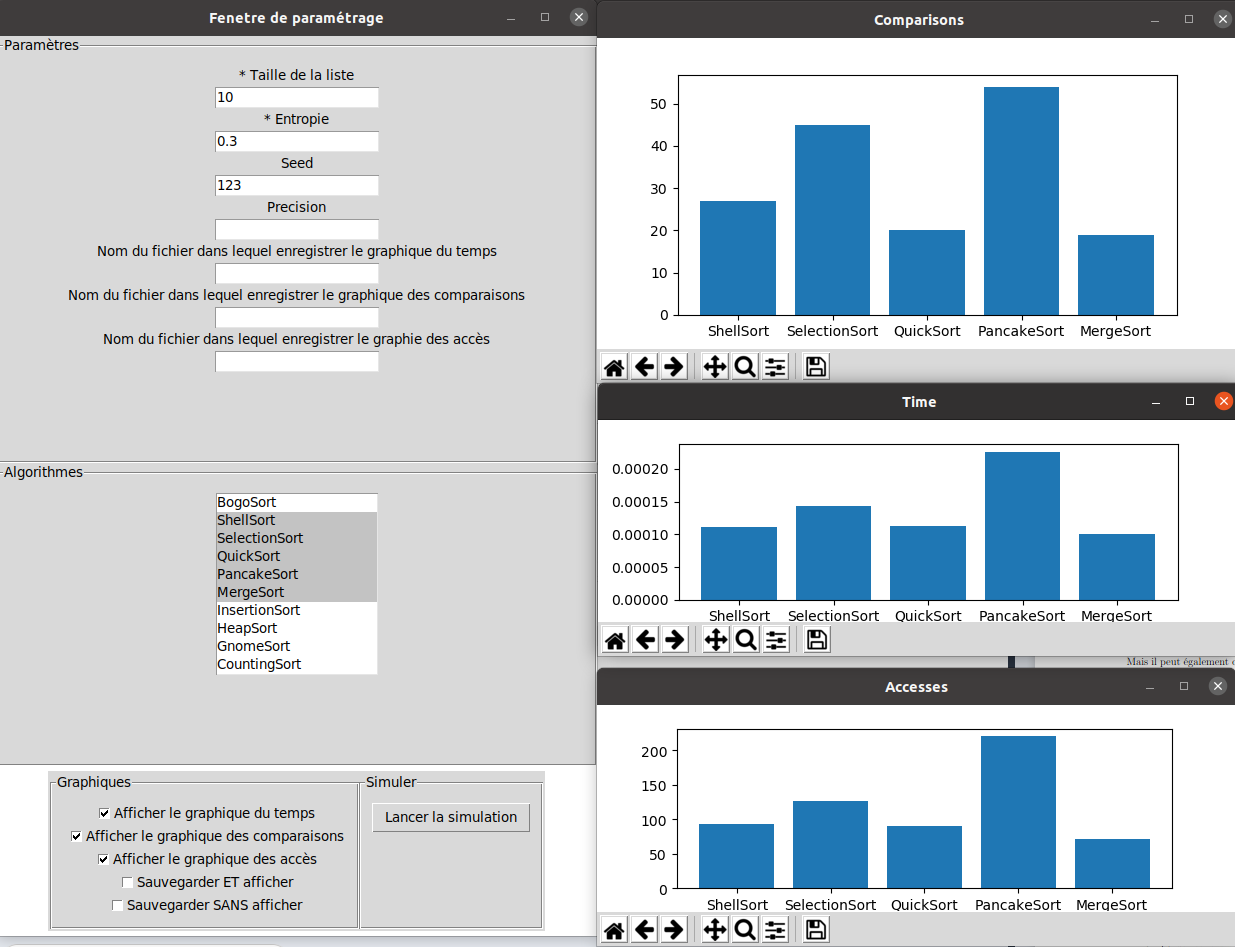 Fenetre de paramétrage
Paramètres
* Taille de la liste
10
* Entropie
0.3
Seed
123
Precision
Nom du fichier dans lequel enregistrer le graphique du temps
Nom du fichier dans lequel enregistrer le graphique des comparaisons
Nom du fichier dans lequel enregistrer le graphie des accès
Algorithmes
BogoSort
ShellSort
SelectionSort
QuickSort
PancakeSort
MergeSort
InsertionSort
HeapSort
GnomeSort
CountingSort
Graphiques
Afficher le graphique du temps
Afficher le graphique des comparaisons
Afficher le graphique des accès
Sauvegarder ET afficher
Sauvegarder SANS afficher
Simuler
Lancer la simulation
Comparisons
50
40
30
20
10
0
ShellSort SelectionSort QuickSort PancakeSort MergeSort
Time
0.00020
0.00015
0.00010
0.00005
0.00000
ShellSort SelectionSort QuickSort PancakeSort MergeSort
Mais il peut également
Accesses
200
150
100
50
0
ShellSort SelectionSort QuickSort PancakeSort MergeSort